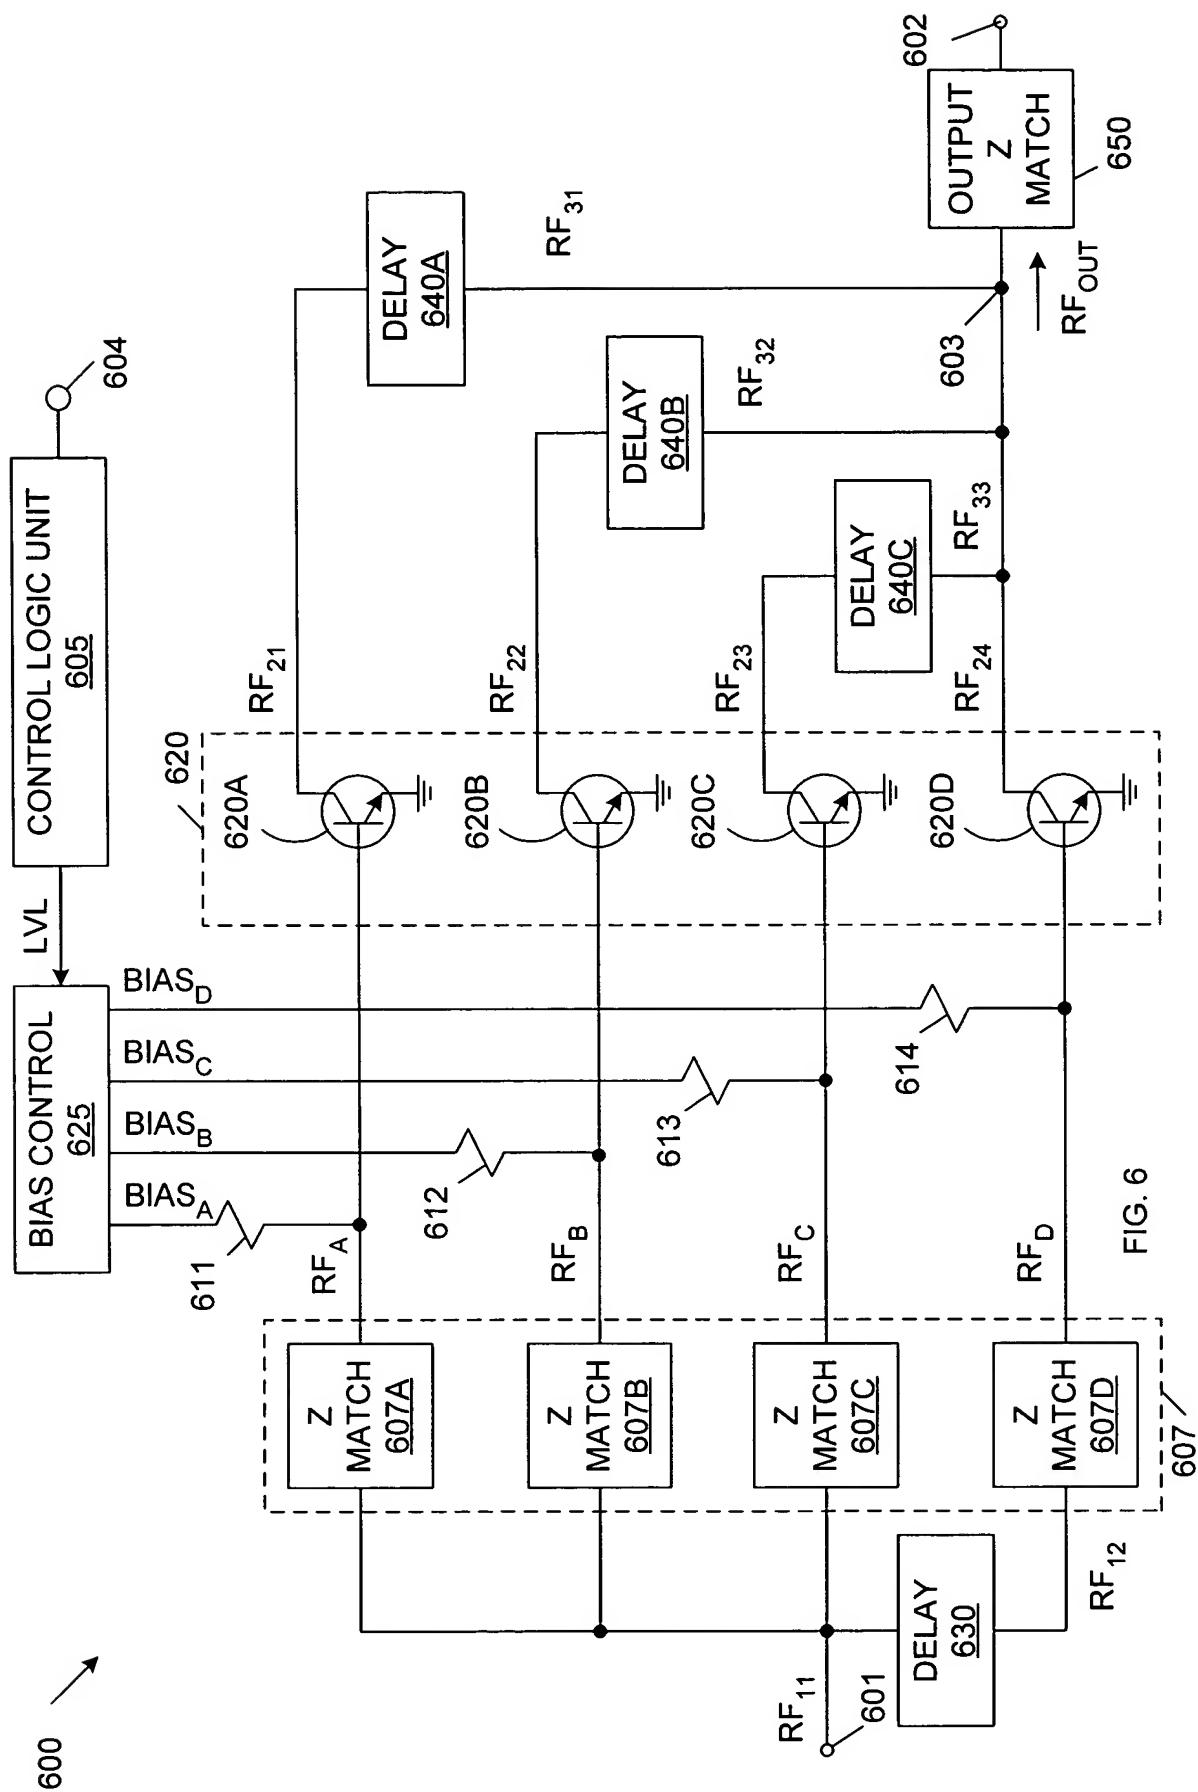 600
CONTROL LOGIC UNIT
605
604
LVL
BIAS CONTROL
625
BIAS_A
BIAS_B
BIAS_C
BIAS_D
611
612
613
614
RF_11
601
DELAY
630
RF_12
607
Z
MATCH
607A
Z
MATCH
607B
Z
MATCH
607C
Z
MATCH
607D
RF_A
RF_B
RF_C
RF_D
620
620A
620B
620C
620D
RF_21
RF_22
RF_23
RF_24
DELAY
640A
DELAY
640B
DELAY
640C
RF_31
RF_32
RF_33
603
RF_OUT
OUTPUT
Z
MATCH
650
602
FIG. 6